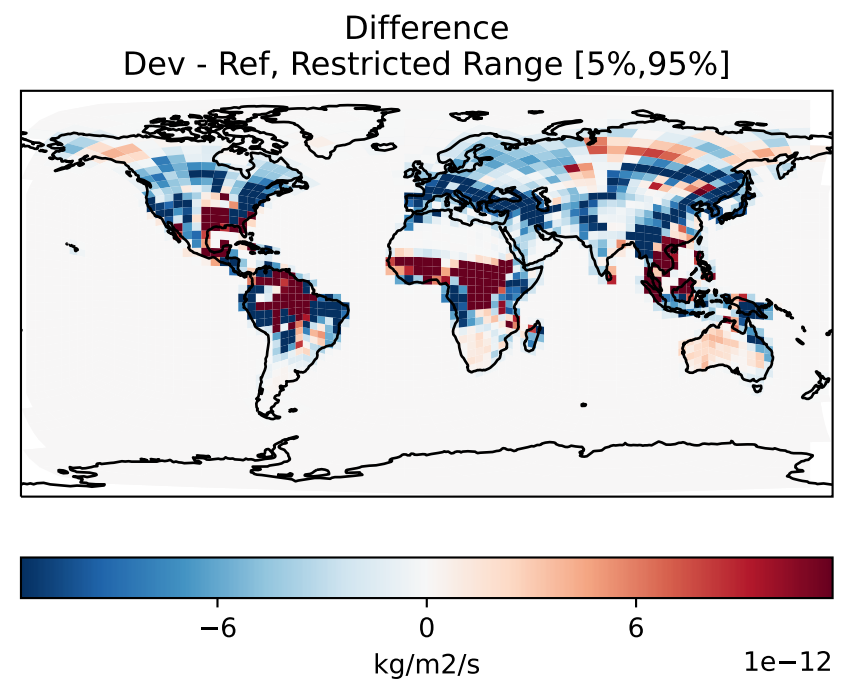 Difference
Dev - Ref, Restricted Range [5%,95%]
−6 0 6
kg/m2/s 1e−12